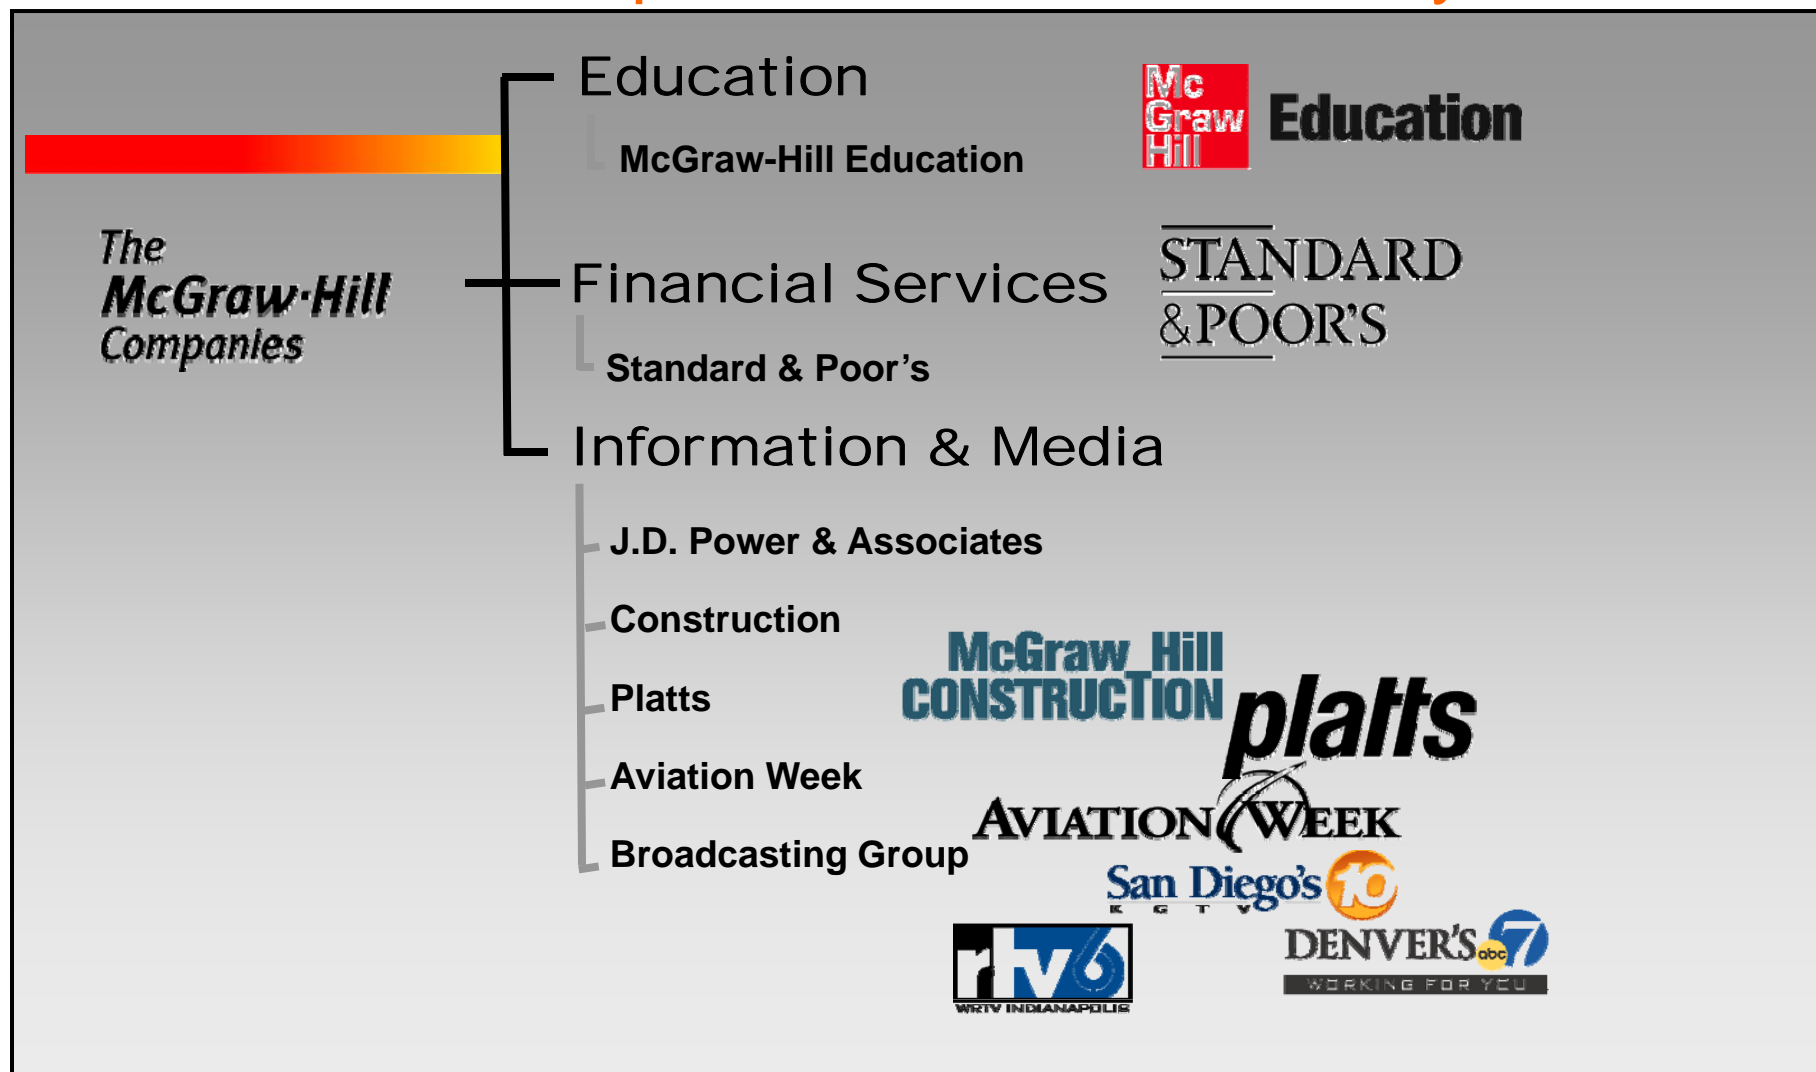 Education
McGraw-Hill Education
Mc
Graw
Hill
Education
The
McGraw·Hill
Companies
Financial Services
Standard & Poor’s
STANDARD
&POOR'S
Information & Media
J.D. Power & Associates
Construction
Platts
Aviation Week
Broadcasting Group
McGraw_Hill
CONSTRUCTION
platts
AVIATION WEEK
San Diego's 10
KGTV
DENVER'S abc 7
WORKING FOR YOU
rtv6
WRTV INDIANAPOLIS